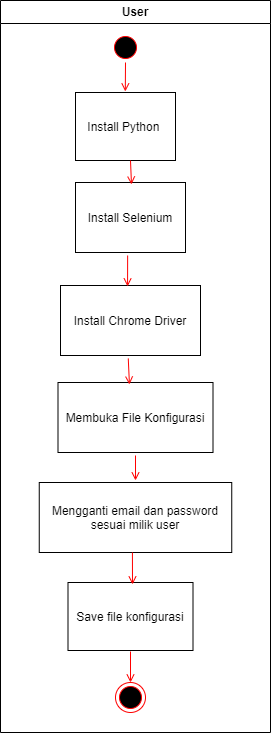 User
Install Python
Install Selenium
Install Chrome Driver
Membuka File Konfigurasi
Mengganti email dan password
sesuai milik user
Save file konfigurasi